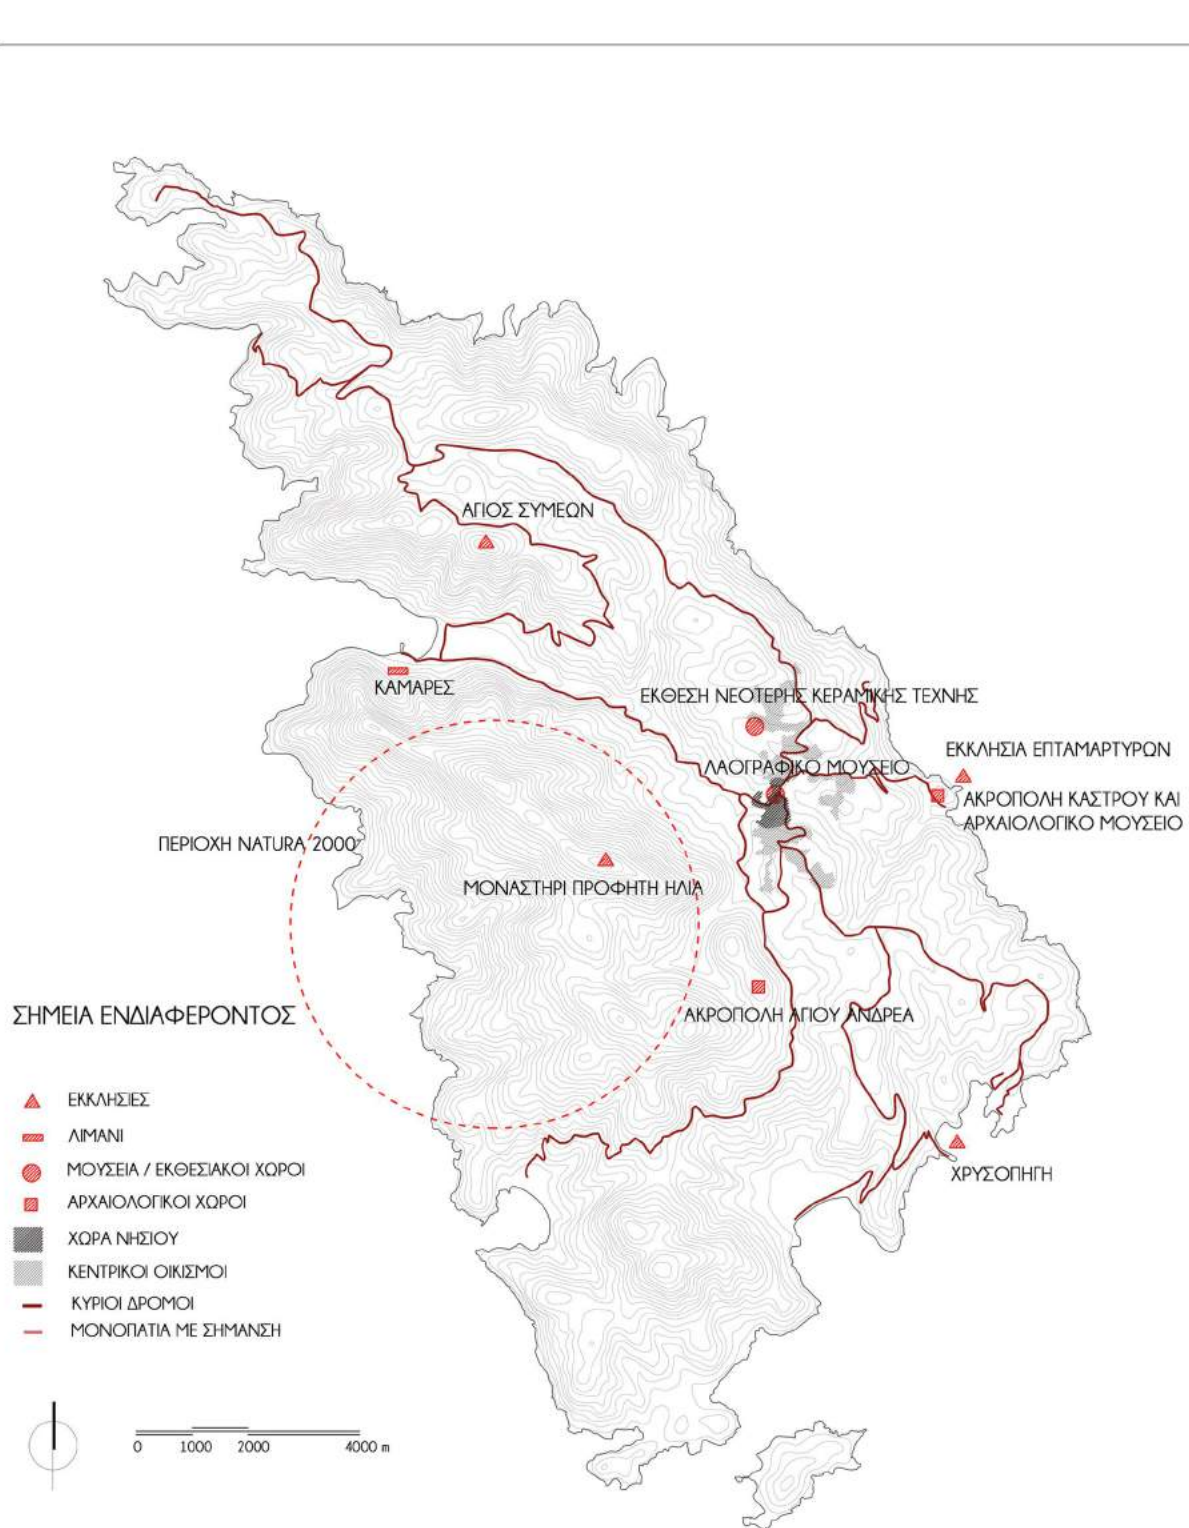 ΑΓΙΟΣ ΣΥΜΕΩΝ
ΚΑΜΑΡΕΣ
ΕΚΘΕΣΗ ΝΕΟΤΕΡΗΣ ΚΕΡΑΜΙΚΗΣ ΤΕΧΝΗΣ
ΕΚΚΛΗΣΙΑ ΕΠΤΑΜΑΡΤΥΡΩΝ
ΛΑΟΓΡΑΦΙΚΟ ΜΟΥΣΕΙΟ
ΑΚΡΟΠΟΛΗ ΚΑΣΤΡΟΥ ΚΑΙ
ΑΡΧΑΙΟΛΟΓΙΚΟ ΜΟΥΣΕΙΟ
ΠΕΡΙΟΧΗ NATURA 2000
ΜΟΝΑΣΤΗΡΙ ΠΡΟΦΗΤΗ ΗΛΙΑ
ΑΚΡΟΠΟΛΗ ΑΓΙΟΥ ΑΝΔΡΕΑ
ΧΡΥΣΟΠΗΓΗ
ΣΗΜΕΙΑ ΕΝΔΙΑΦΕΡΟΝΤΟΣ
ΕΚΚΛΗΣΙΕΣ
ΛΙΜΑΝΙ
ΜΟΥΣΕΙΑ / ΕΚΘΕΣΙΑΚΟΙ ΧΩΡΟΙ
ΑΡΧΑΙΟΛΟΓΙΚΟΙ ΧΩΡΟΙ
ΧΩΡΑ ΝΗΣΙΟΥ
ΚΕΝΤΡΙΚΟΙ ΟΙΚΙΣΜΟΙ
ΚΥΡΙΟΙ ΔΡΟΜΟΙ
ΜΟΝΟΠΑΤΙΑ ΜΕ ΣΗΜΑΝΣΗ
0 1000 2000 4000 m